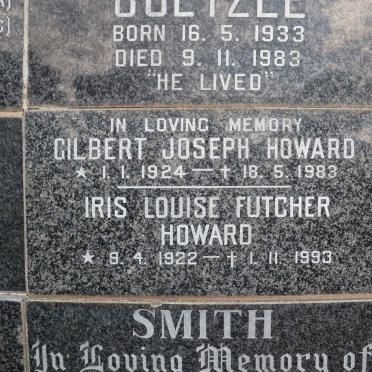 BORN 16. 5. 1933
DIED 9. 11. 1983
"HE LIVED"
IN LOVING MEMORY
GILBERT JOSEPH HOWARD
★ 1. 1. 1924 — † 18. 5. 1983
IRIS LOUISE FUTCHER
HOWARD
★ 8. 4. 1922 — † 1. 11. 1993
SMITH
In Loving Memory of